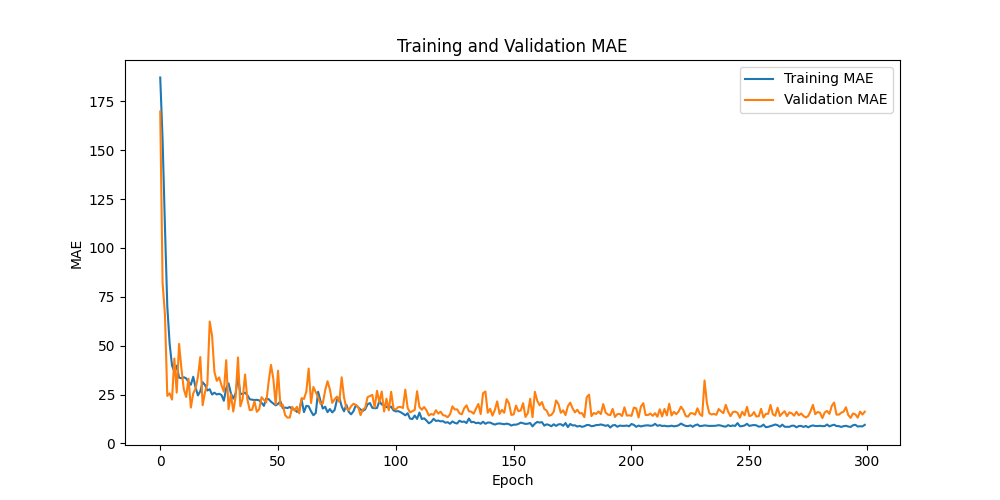 Training and Validation MAE
Training MAE
Validation MAE
MAE
175
150
125
100
75
50
25
0
0 50 100 150 200 250 300
Epoch